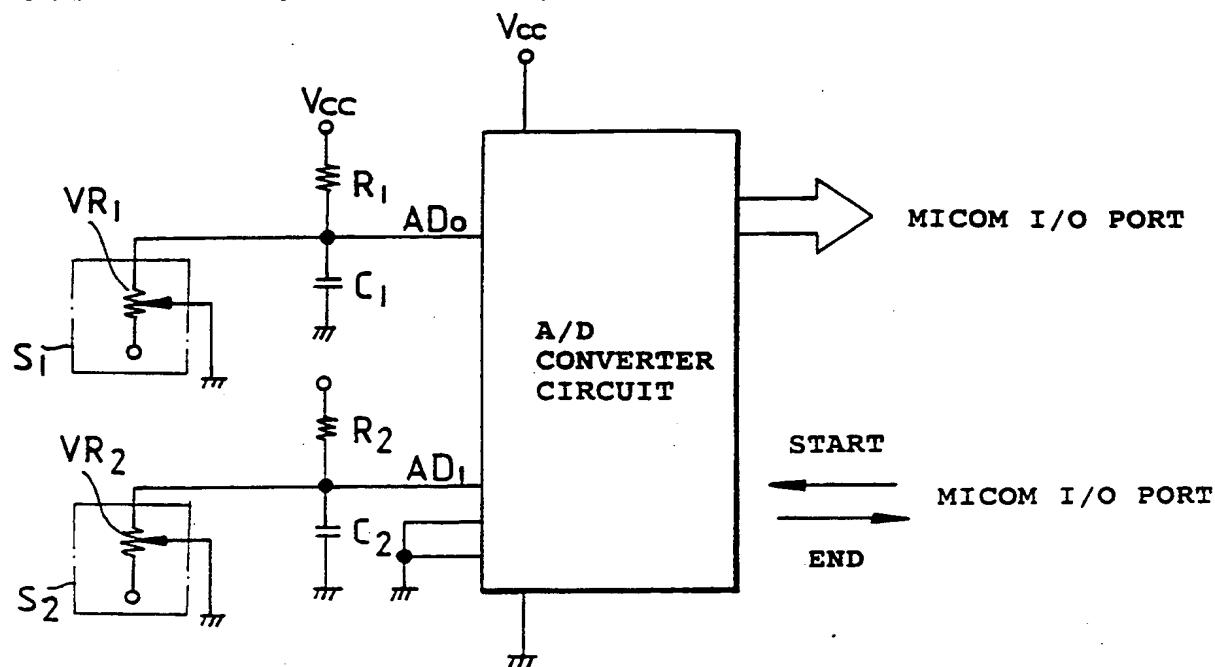 Vcc
Vcc
R1
VR1
AD0
MICOM I/O PORT
C1
A/D
CONVERTER
CIRCUIT
S1
R2
START
VR2
AD1
MICOM I/O PORT
C2
END
S2